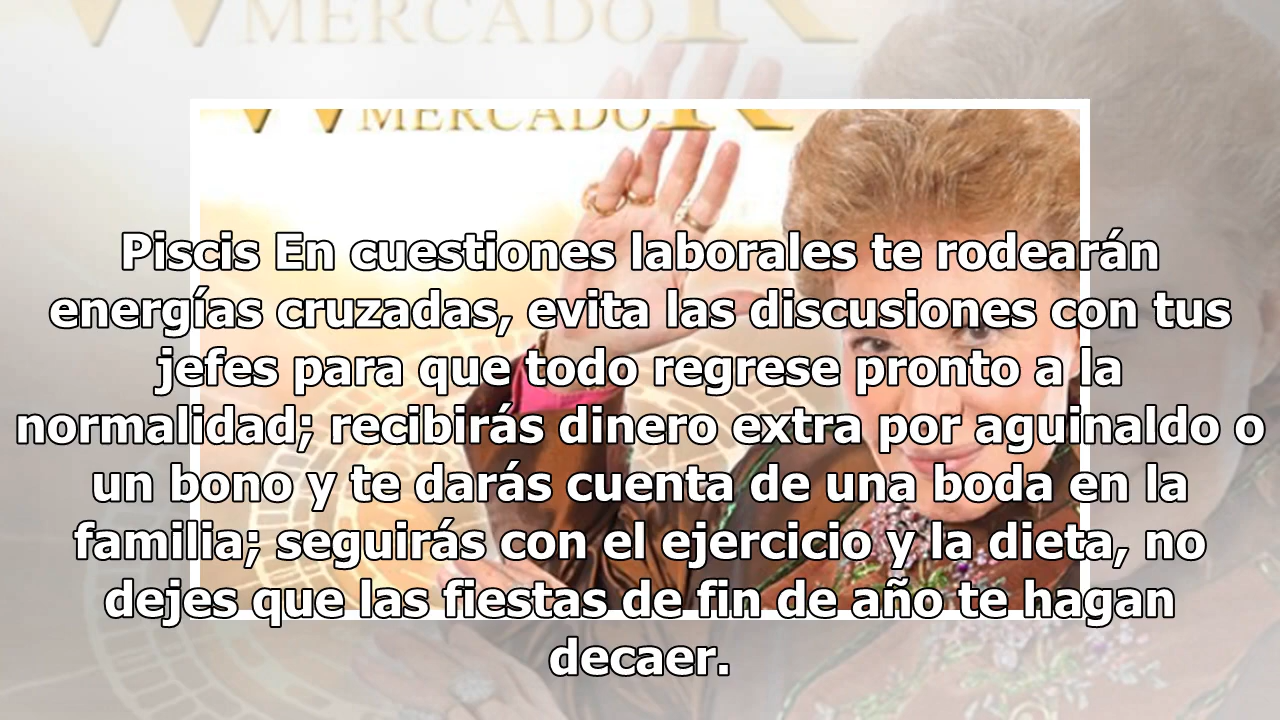 MERCADO
MERCADO
Piscis En cuestiones laborales te rodearán
energías cruzadas, evita las discusiones con tus
jefes para que todo regrese pronto a la
normalidad; recibirás dinero extra por aguinaldo o
un bono y te darás cuenta de una boda en la
familia; seguirás con el ejercicio y la dieta, no
dejes que las fiestas de fin de año te hagan
decaer.